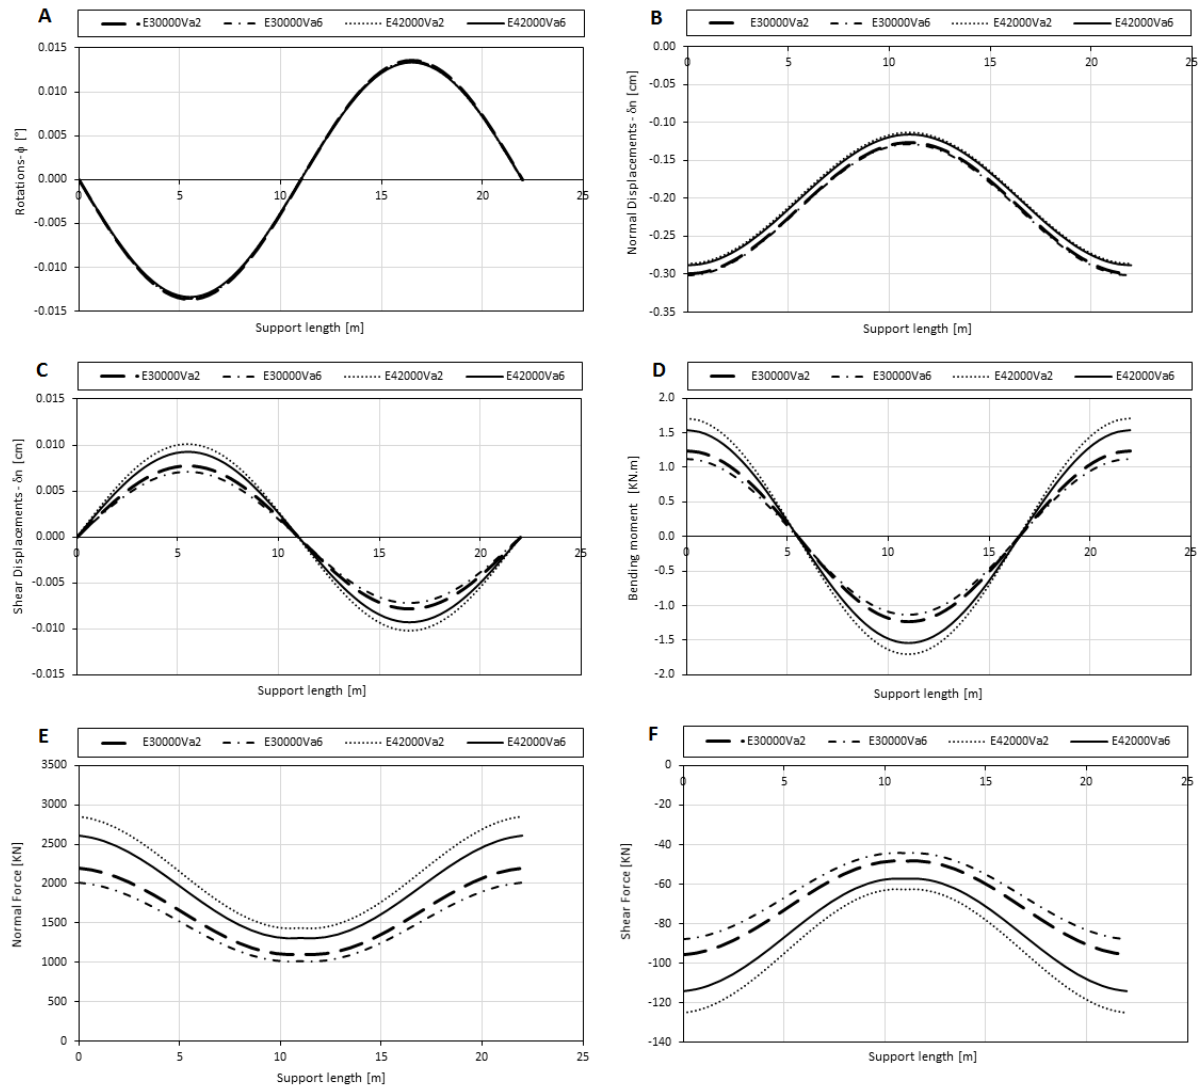 A
E30000Va2 E30000Va6 E42000Va2 E42000Va6
0.015
0.010
0.005
0.000
-0.005
-0.010
-0.015
0 5 10 15 20 25
Rotations-ϕ [°]
Support length [m]
B
E30000Va2 E30000Va6 E42000Va2 E42000Va6
0.00
-0.05
-0.10
-0.15
-0.20
-0.25
-0.30
-0.35
0 5 10 15 20 25
Normal Displacements - δn [cm]
Support length [m]
C
E30000Va2 E30000Va6 E42000Va2 E42000Va6
0.015
0.010
0.005
0.000
-0.005
-0.010
-0.015
0 5 10 15 20 25
Shear Displacements - δn [cm]
Support length [m]
D
E30000Va2 E30000Va6 E42000Va2 E42000Va6
2.0
1.5
1.0
0.5
0.0
-0.5
-1.0
-1.5
-2.0
0 5 10 15 20 25
Bending moment [KN.m]
Support length [m]
E
E30000Va2 E30000Va6 E42000Va2 E42000Va6
3500
3000
2500
2000
1500
1000
500
0
0 5 10 15 20 25
Normal Force [KN]
Support length [m]
F
E30000Va2 E30000Va6 E42000Va2 E42000Va6
0
-20
-40
-60
-80
-100
-120
-140
0 5 10 15 20 25
Shear Force [KN]
Support length [m]